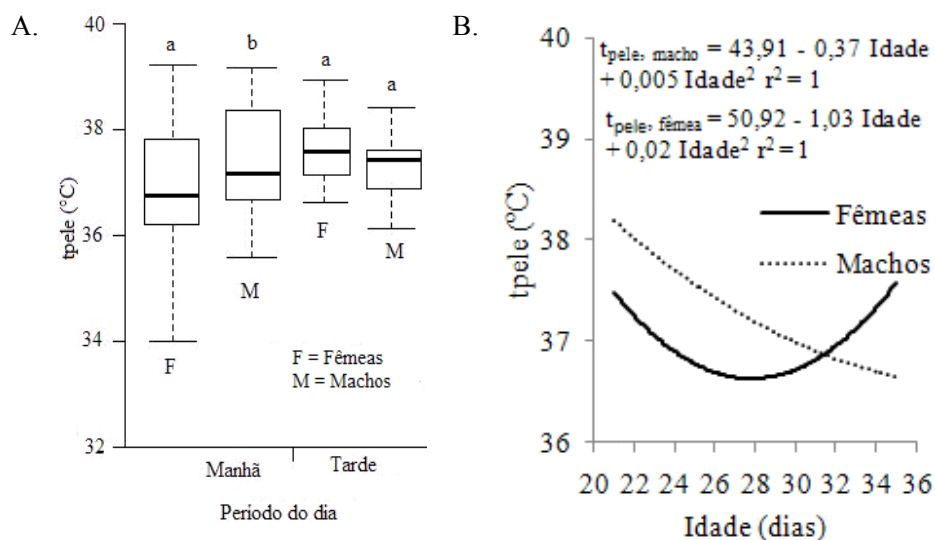 A.
40
38
36
34
32
tpele (°C)
a
b
a
a
F
M
F
M
F = Fêmeas
M = Machos
Manhã
Tarde
Período do dia
B.
40
39
38
37
36
tpele (ºC)
tpele, macho = 43,91 - 0,37 Idade
+ 0,005 Idade² r² = 1
tpele, fêmea = 50,92 - 1,03 Idade
+ 0,02 Idade² r² = 1
Fêmeas
Machos
20 22 24 26 28 30 32 34 36
Idade (dias)